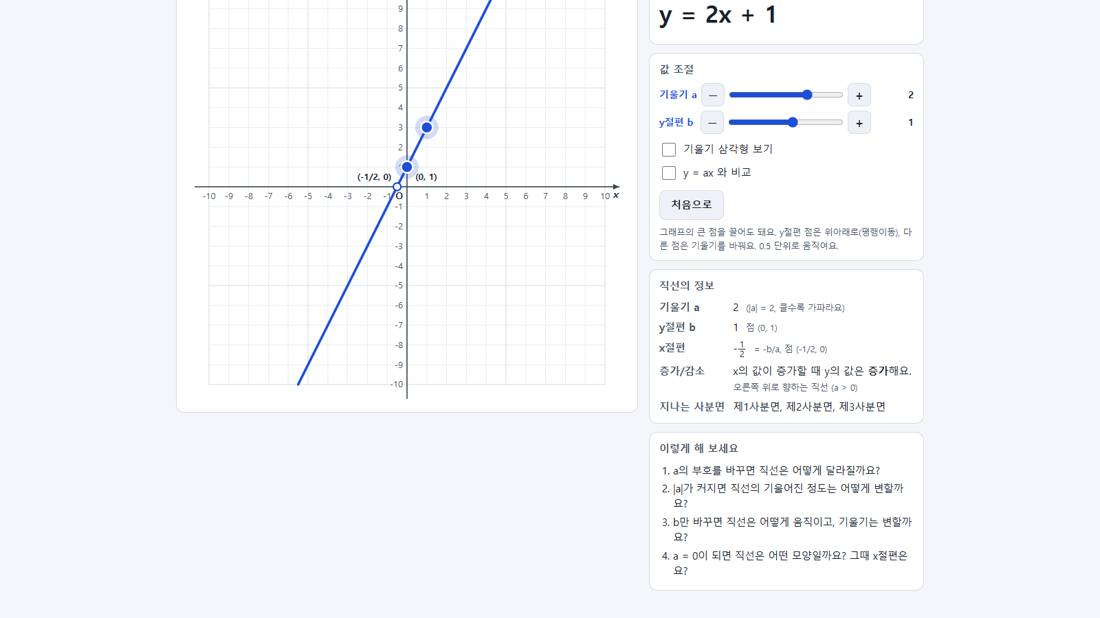 9
8
7
6
5
4
3
2
(-1/2, 0)
(0, 1)
-10 -9 -8 -7 -6 -5 -4 -3 -2 -1 O 1 2 3 4 5 6 7 8 9 10 x
-1
-2
-3
-4
-5
-6
-7
-8
-9
-10
y = 2x + 1
값 조절
기울기 a − + 2
y절편 b − + 1
기울기 삼각형 보기
y = ax 와 비교
처음으로
그래프의 큰 점을 끌어도 돼요. y절편 점은 위아래로(평행이동), 다
른 점은 기울기를 바꿔요. 0.5 단위로 움직여요.
직선의 정보
기울기 a 2 (|a| = 2, 클수록 가파라요)
y절편 b 1 점 (0, 1)
x절편 -1/2 = -b/a, 점 (-1/2, 0)
증가/감소 x의 값이 증가할 때 y의 값은 증가해요.
오른쪽 위로 향하는 직선 (a > 0)
지나는 사분면 제1사분면, 제2사분면, 제3사분면
이렇게 해 보세요
1. a의 부호를 바꾸면 직선은 어떻게 달라질까요?
2. |a|가 커지면 직선의 기울어진 정도는 어떻게 변할까
요?
3. b만 바꾸면 직선은 어떻게 움직이고, 기울기는 변할까
요?
4. a = 0이 되면 직선은 어떤 모양일까요? 그때 x절편은
요?